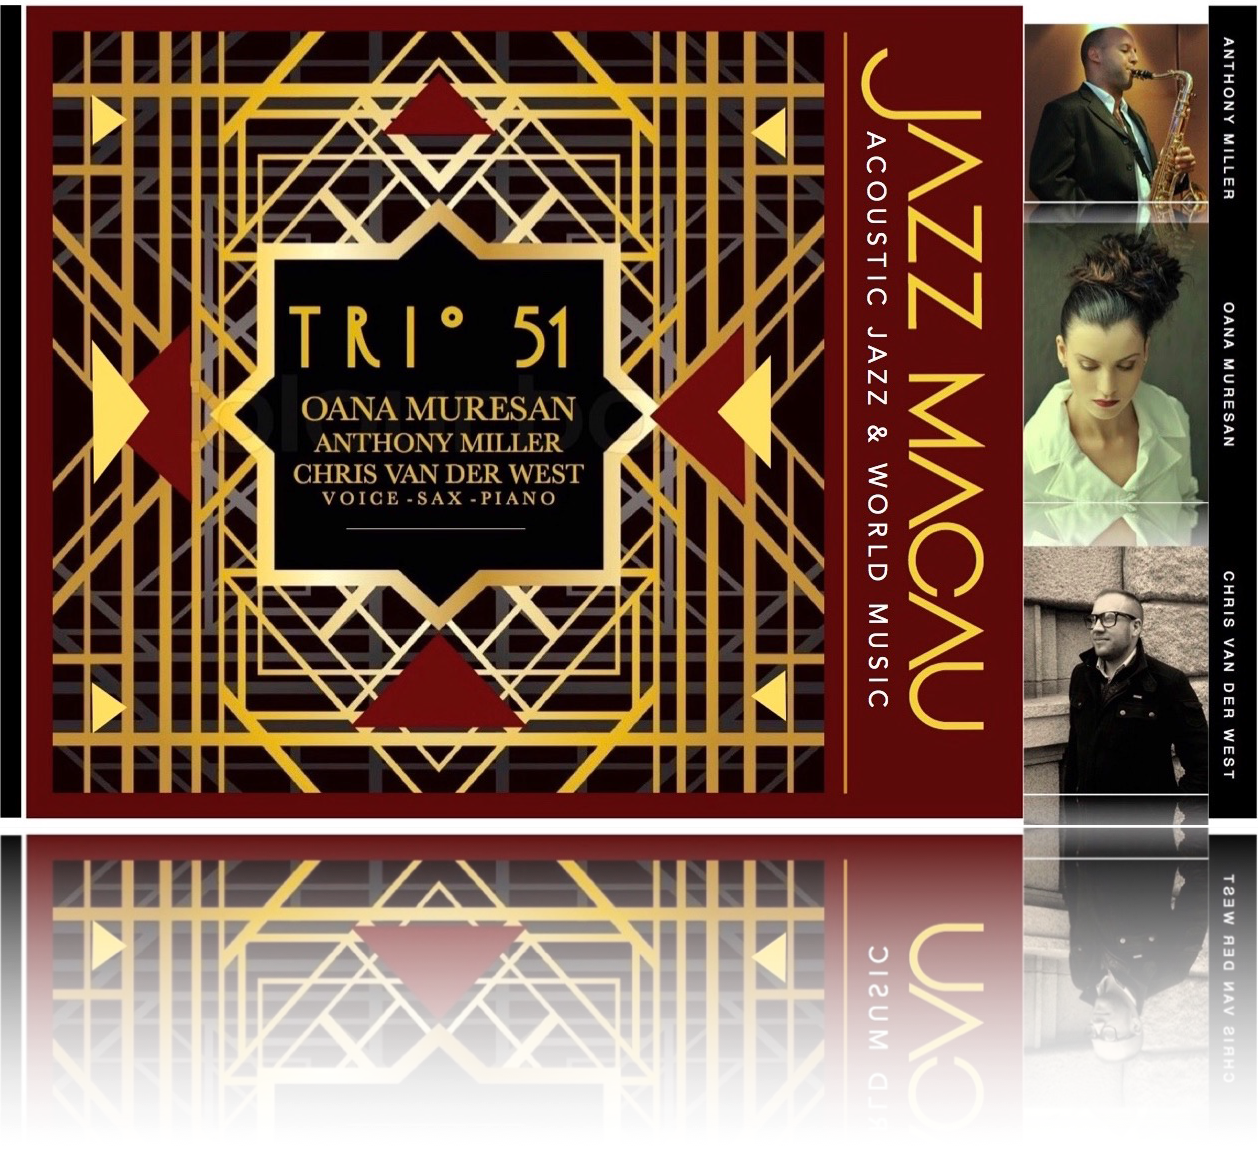 TRIO 51
OANA MURESAN
ANTHONY MILLER
CHRIS VAN DER WEST
VOICE - SAX - PIANO
JAZZ MACAU
ACOUSTIC JAZZ & WORLD MUSIC
ANTHONY MILLER
OANA MURESAN
CHRIS VAN DER WEST